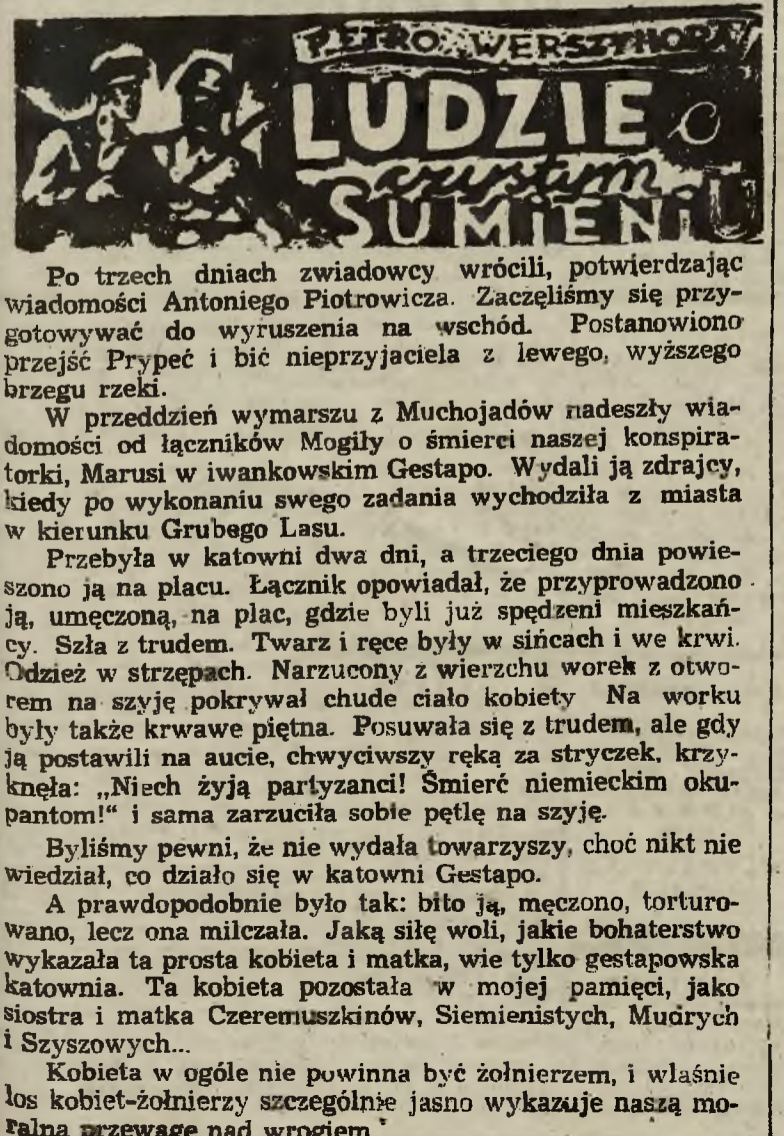 PETRO WERSZYHORA
LUDZIE o
czystym
SUMIENIU
Po trzech dniach zwiadowcy wrócili, potwierdzając
wiadomości Antoniego Piotrowicza. Zaczęliśmy się przy-
gotowywać do wyruszenia na wschód. Postanowiono
przejść Prypeć i bić nieprzyjaciela z lewego, wyższego
brzegu rzeki.
W przeddzień wymarszu z Muchojadów nadeszły wia-
domości od łączników Mogiły o śmierci naszej konspira-
torki, Marusi w iwankowskim Gestapo. Wydali ją zdrajcy,
kiedy po wykonaniu swego zadania wychodziła z miasta
w kierunku Grubego Lasu.
Przebyła w katowni dwa dni, a trzeciego dnia powie-
szono ją na placu. Łącznik opowiadał, że przyprowadzono
ją, umęczoną, na plac, gdzie byli już spędzeni mieszkań-
cy. Szła z trudem. Twarz i ręce były w sińcach i we krwi.
Odzież w strzępach. Narzucony z wierzchu worek z otwo-
rem na szyję pokrywał chude ciało kobiety Na worku
były także krwawe piętna. Posuwała się z trudem, ale gdy
ją postawili na aucie, chwyciwszy ręką za stryczek, krzy-
knęła: „Niech żyją partyzanci! Śmierć niemieckim oku-
pantom!“ i sama zarzuciła sobie pętlę na szyję.
Byliśmy pewni, że nie wydała towarzyszy, choć nikt nie
wiedział, co działo się w katowni Gestapo.
A prawdopodobnie było tak: bito ją, męczono, torturo-
wano, lecz ona milczała. Jaką siłę woli, jakie bohaterstwo
wykazała ta prosta kobieta i matka, wie tylko gestapowska
katownia. Ta kobieta pozostała w mojej pamięci, jako
siostra i matka Czeremuszkinów, Siemienistych, Mudrych
i Szyszowych...
Kobieta w ogóle nie powinna być żołnierzem, i właśnie
los kobiet-żołnierzy szczególnie jasno wykazuje naszą mo-
ralną przewagę nad wrogiem